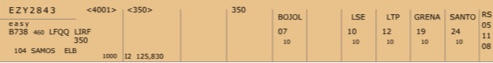 EZY2843 <4001> <350> 350
easy
B738 460 LFQQ LIRF
350
104 SAMOS ELB 1000 I2 125,830
BOJOL LSE LTP GRENA SANTO RS
07 10 12 19 24 05
10 10 10 10 10 11
08